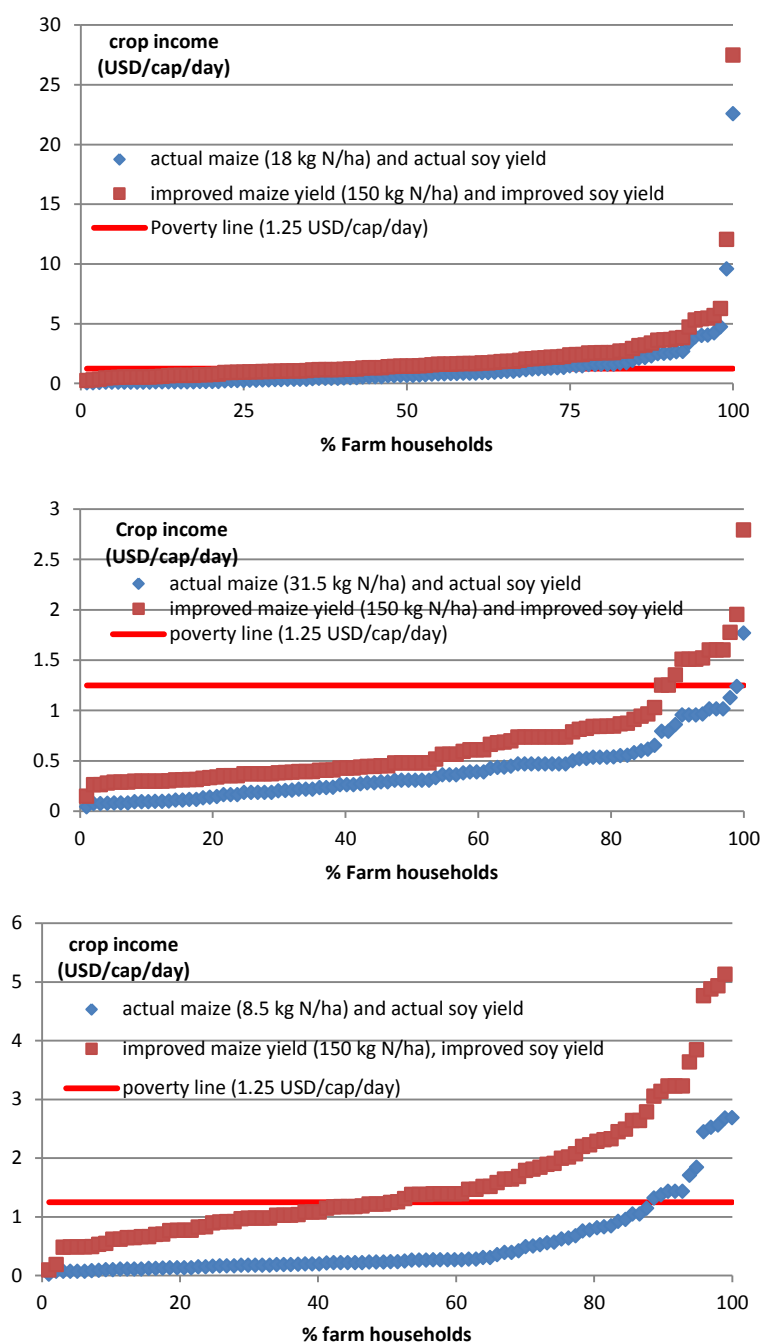 30
crop income
(USD/cap/day)
25
20
actual maize (18 kg N/ha) and actual soy yield
15
improved maize yield (150 kg N/ha) and improved soy yield
Poverty line (1.25 USD/cap/day)
10
5
0
0 25 50 75 100
% Farm households
3
Crop income
(USD/cap/day)
2.5
actual maize (31.5 kg N/ha) and actual soy yield
2
improved maize yield (150 kg N/ha) and improved soy yield
poverty line (1.25 USD/cap/day)
1.5
1
0.5
0
0 20 40 60 80 100
% Farm households
6
crop income
(USD/cap/day)
5
actual maize (8.5 kg N/ha) and actual soy yield
4
improved maize yield (150 kg N/ha), improved soy yield
poverty line (1.25 USD/cap/day)
3
2
1
0
0 20 40 60 80 100
% farm households